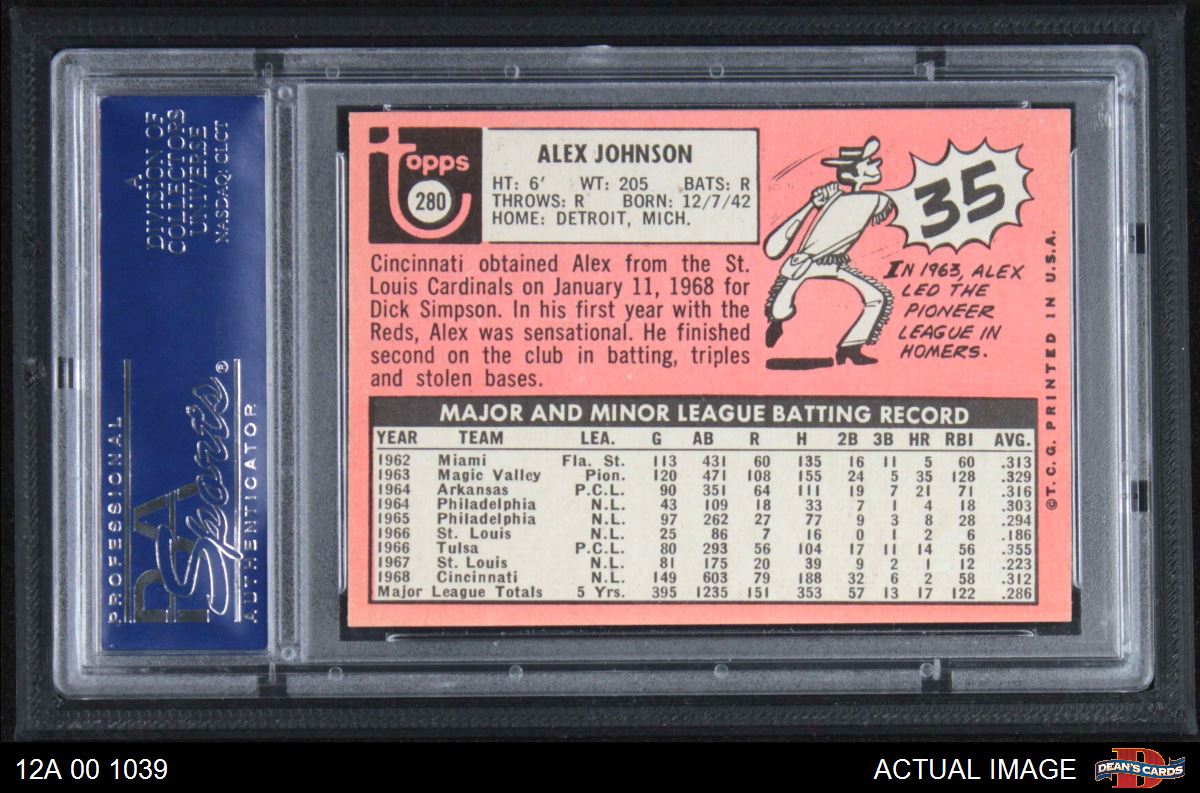 A
DIVISION OF
COLLECTORS
UNIVERSE
NASDAQ: CLCT
PROFESSIONAL
PSA
Sports®
AUTHENTICATOR
topps
280
ALEX JOHNSON
HT: 6' WT: 205 BATS: R
THROWS: R BORN: 12/7/42
HOME: DETROIT, MICH.
35
Cincinnati obtained Alex from the St.
Louis Cardinals on January 11, 1968 for
Dick Simpson. In his first year with the
Reds, Alex was sensational. He finished
second on the club in batting, triples
and stolen bases.
IN 1963, ALEX
LED THE
PIONEER
LEAGUE IN
HOMERS.
MAJOR AND MINOR LEAGUE BATTING RECORD
YEAR TEAM LEA. G AB R H 2B 3B HR RBI AVG.
1962 Miami Fla. St. 113 431 60 135 16 11 5 60 .313
1963 Magic Valley Pion. 120 471 108 155 24 5 35 128 .329
1964 Arkansas P.C.L. 90 351 64 111 19 7 21 71 .316
1964 Philadelphia N.L. 43 109 18 33 7 1 4 18 .303
1965 Philadelphia N.L. 97 262 27 77 9 3 8 28 .294
1966 St. Louis N.L. 25 86 7 16 0 1 2 6 .186
1966 Tulsa P.C.L. 80 293 56 104 17 11 14 56 .355
1967 St. Louis N.L. 81 175 20 39 9 2 1 12 .223
1968 Cincinnati N.L. 149 603 79 188 32 6 2 58 .312
Major League Totals 5 Yrs. 395 1235 151 353 57 13 17 122 .286
©T.C.G. PRINTED IN U.S.A.
12A 00 1039
ACTUAL IMAGE
D
DEAN'S CARDS